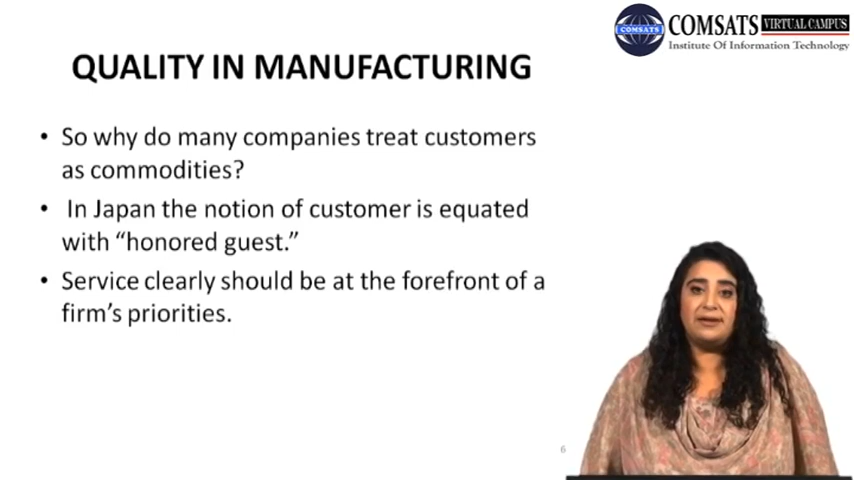 COMSATS VIRTUAL CAMPUS
Institute Of Information Technology
COMSATS
QUALITY IN MANUFACTURING
• So why do many companies treat customers
as commodities?
• In Japan the notion of customer is equated
with “honored guest.”
• Service clearly should be at the forefront of a
firm’s priorities.
6